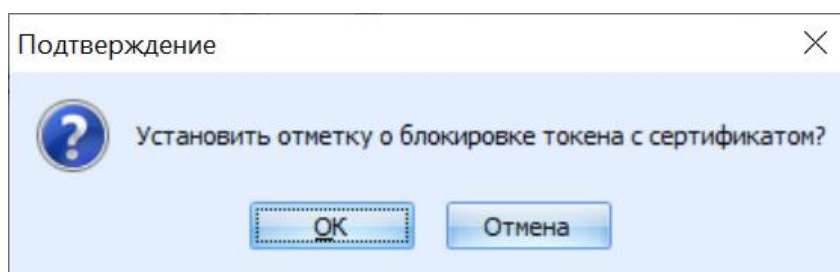 Подтверждение
Установить отметку о блокировке токена с сертификатом?
OK Отмена